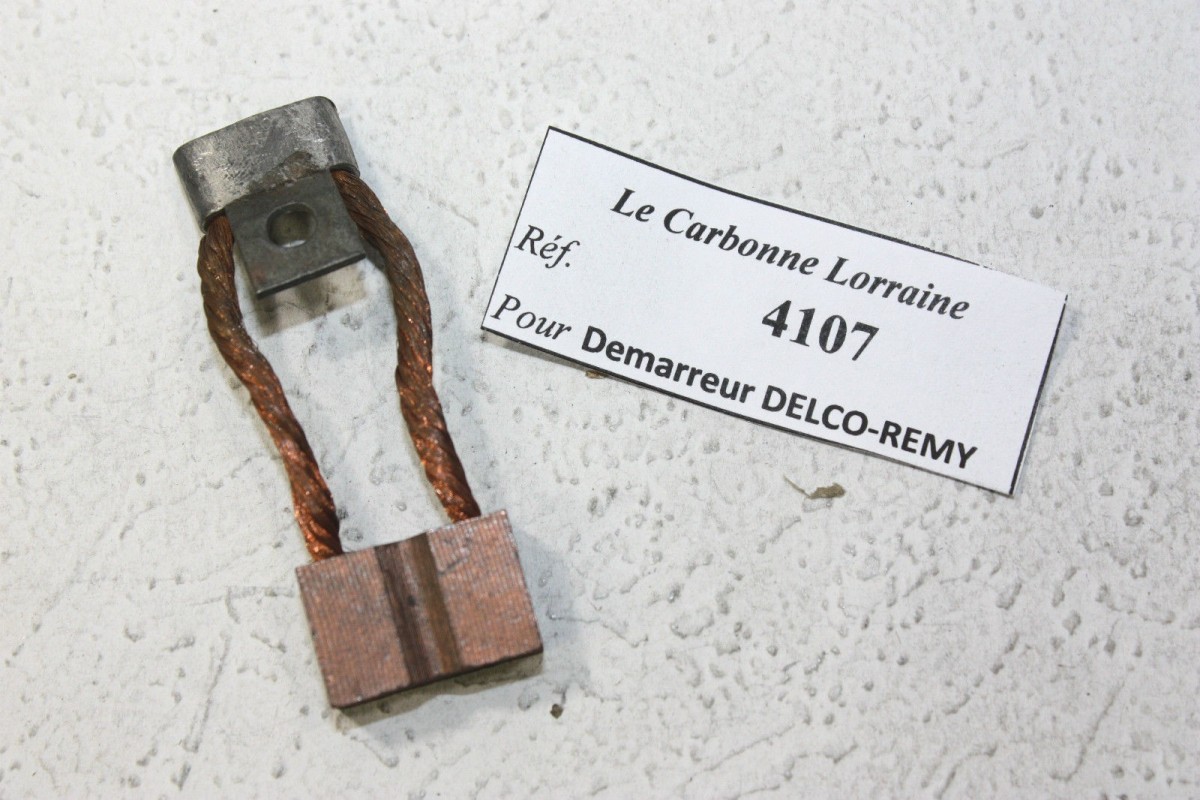 Le Carbonne Lorraine
Réf.
4107
Pour Demarreur DELCO-REMY